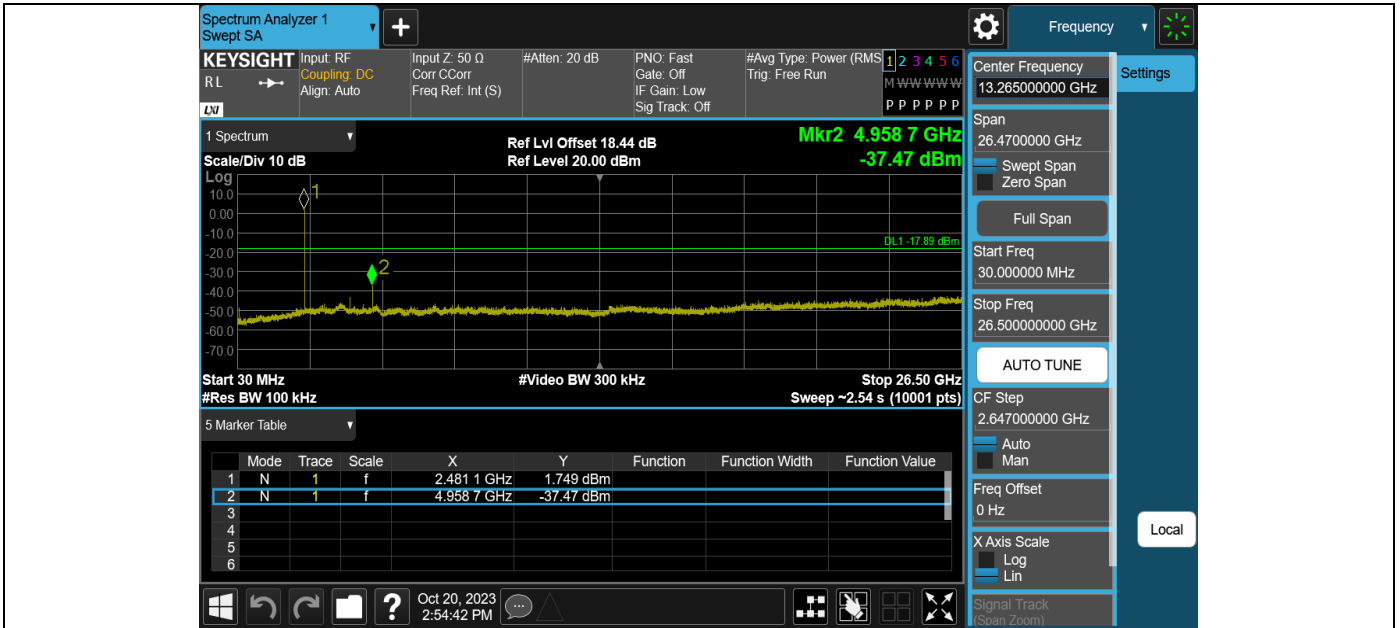 Spectrum Analyzer 1
Swept SA
+
Frequency
KEYSIGHT
RL
LXI
Input: RF
Coupling: DC
Align: Auto
Input Z: 50 Ω
Corr CCorr
Freq Ref: Int (S)
#Atten: 20 dB
PNO: Fast
Gate: Off
IF Gain: Low
Sig Track: Off
#Avg Type: Power (RMS
Trig: Free Run
1 2 3 4 5 6
M W W W W W
P P P P P P
1 Spectrum
Scale/Div 10 dB
Ref Lvl Offset 18.44 dB
Ref Level 20.00 dBm
Mkr2 4.958 7 GHz
-37.47 dBm
Log
10.0
0.00
-10.0
-20.0
-30.0
-40.0
-50.0
-60.0
-70.0
1
2
DL1 -17.89 dBm
Start 30 MHz
#Video BW 300 kHz
Stop 26.50 GHz
#Res BW 100 kHz
Sweep ~2.54 s (10001 pts)
5 Marker Table
Mode Trace Scale X Y Function Function Width Function Value
1 N 1 f 2.481 1 GHz 1.749 dBm
2 N 1 f 4.958 7 GHz -37.47 dBm
3
4
5
6
?
Oct 20, 2023
2:54:42 PM
Center Frequency
13.265000000 GHz
Settings
Span
26.4700000 GHz
Swept Span
Zero Span
Full Span
Start Freq
30.000000 MHz
Stop Freq
26.500000000 GHz
AUTO TUNE
CF Step
2.647000000 GHz
Auto
Man
Freq Offset
0 Hz
X Axis Scale
Log
Lin
Local
Signal Track
(Span Zoom)